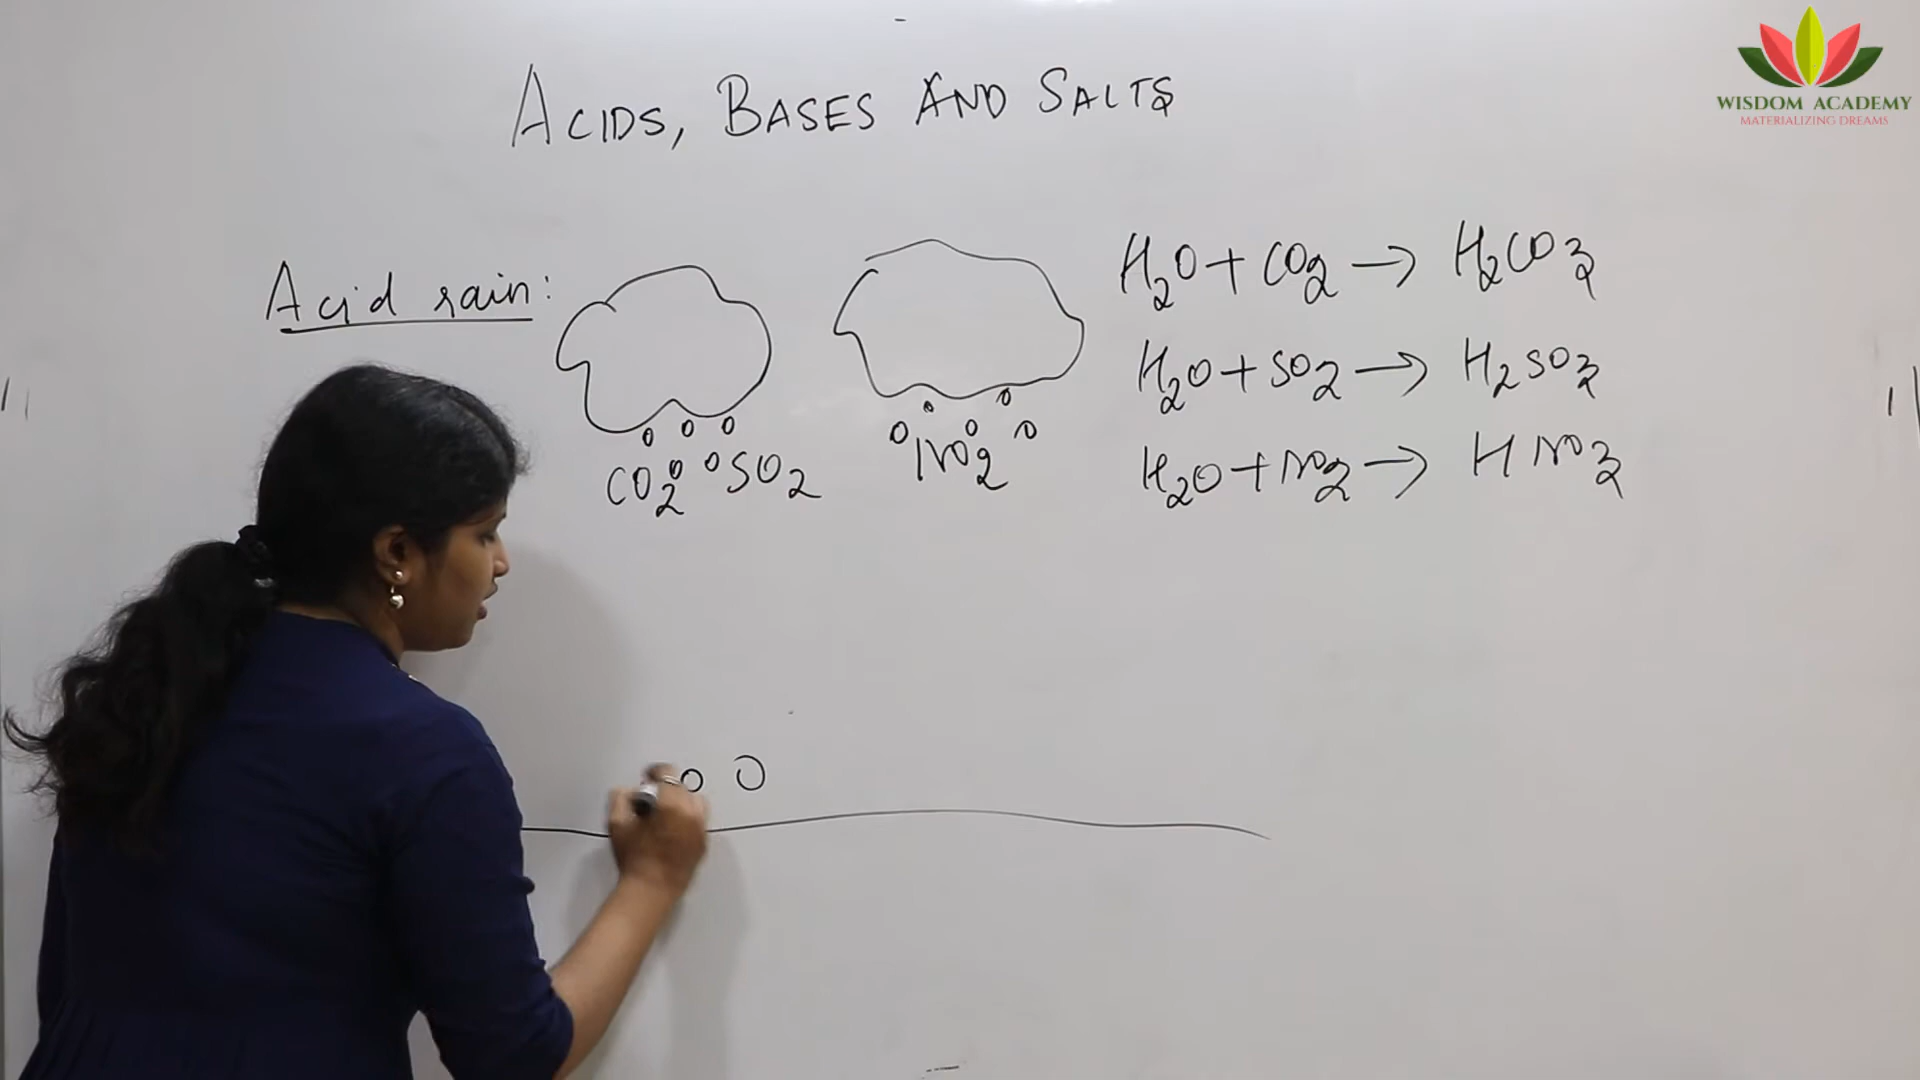 WISDOM ACADEMY
MATERIALIZING DREAMS
ACIDS, BASES AND SALTS
Acid rain:
H₂O + CO₂ → H₂CO₃
H₂O + SO₂ → H₂SO₃
H₂O + NO₂ → HNO₃
CO₂ SO₂
NO₂